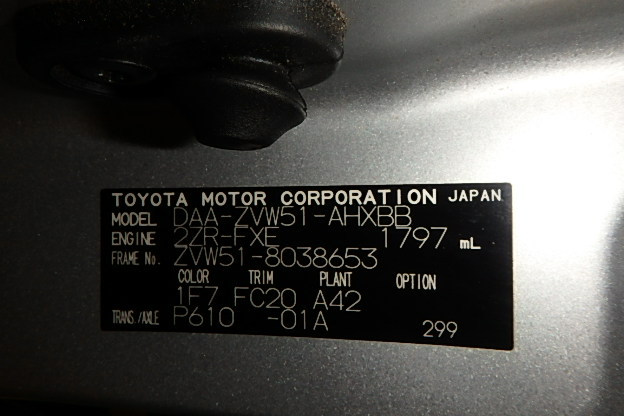 TOYOTA MOTOR CORPORATION JAPAN
MODEL DAA-ZVW51-AHXBB
ENGINE 2ZR-FXE 1797 mL
FRAME No. ZVW51-8038653
COLOR TRIM PLANT OPTION
1F7 FC20 A42
TRANS./AXLE P610 -01A 299